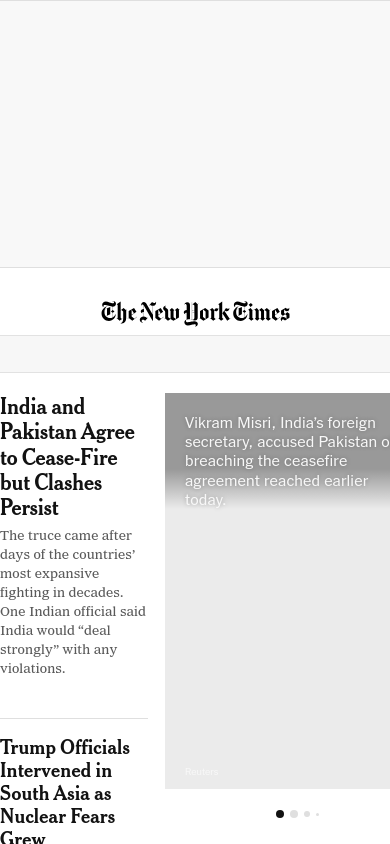 The New York Times
India and
Pakistan Agree
to Cease-Fire
but Clashes
Persist
The truce came after
days of the countries’
most expansive
fighting in decades.
One Indian official said
India would “deal
strongly” with any
violations.
Trump Officials
Intervened in
South Asia as
Nuclear Fears
Grew
Vikram Misri, India’s foreign
secretary, accused Pakistan o
breaching the ceasefire
agreement reached earlier
today.
Reuters